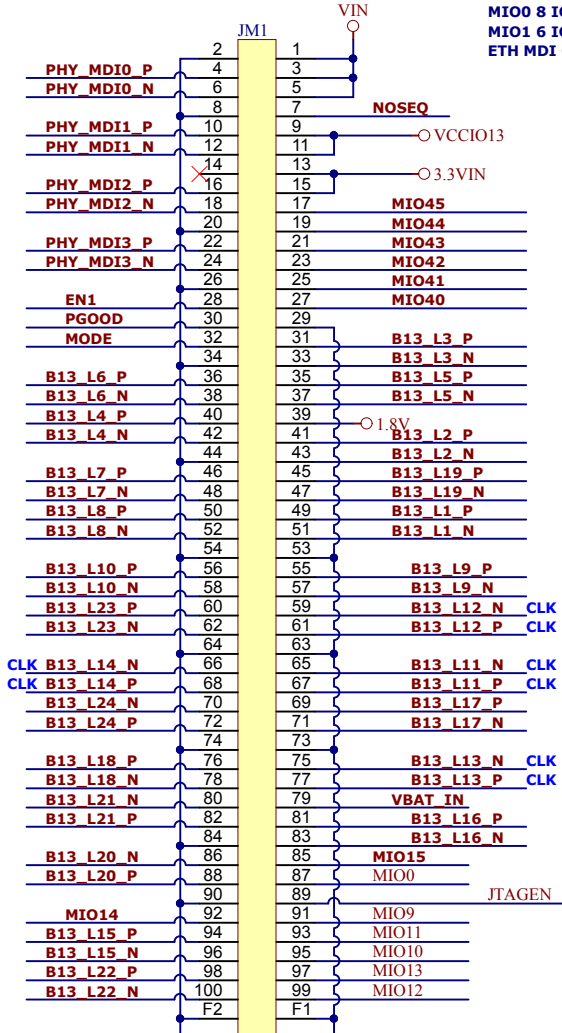 VIN
MIO0 8 I
MIO1 6 I
ETH MDI
JM1
2 1
PHY_MDI0_P 4 3
PHY_MDI0_N 6 5
8 7 NOSEQ
PHY_MDI1_P 10 9 VCCIO13
PHY_MDI1_N 12 11
14 13 3.3VIN
PHY_MDI2_P 16 15
PHY_MDI2_N 18 17 MIO45
20 19 MIO44
PHY_MDI3_P 22 21 MIO43
PHY_MDI3_N 24 23 MIO42
26 25 MIO41
EN1 28 27 MIO40
PGOOD 30 29
MODE 32 31 B13_L3_P
34 33 B13_L3_N
B13_L6_P 36 35 B13_L5_P
B13_L6_N 38 37 B13_L5_N
B13_L4_P 40 39 1.8V
B13_L4_N 42 41 B13_L2_P
44 43 B13_L2_N
B13_L7_P 46 45 B13_L19_P
B13_L7_N 48 47 B13_L19_N
B13_L8_P 50 49 B13_L1_P
B13_L8_N 52 51 B13_L1_N
54 53
B13_L10_P 56 55 B13_L9_P
B13_L10_N 58 57 B13_L9_N
B13_L23_P 60 59 B13_L12_N CLK
B13_L23_N 62 61 B13_L12_P CLK
64 63
CLK B13_L14_N 66 65 B13_L11_N CLK
CLK B13_L14_P 68 67 B13_L11_P CLK
B13_L24_N 70 69 B13_L17_P
B13_L24_P 72 71 B13_L17_N
74 73
B13_L18_P 76 75 B13_L13_N CLK
B13_L18_N 78 77 B13_L13_P CLK
B13_L21_N 80 79 VBAT_IN
B13_L21_P 82 81 B13_L16_P
84 83 B13_L16_N
B13_L20_N 86 85 MIO15
B13_L20_P 88 87 MIO0
90 89 JTAGEN
MIO14 92 91 MIO9
B13_L15_P 94 93 MIO11
B13_L15_N 96 95 MIO10
B13_L22_P 98 97 MIO13
B13_L22_N 100 99 MIO12
F2 F1